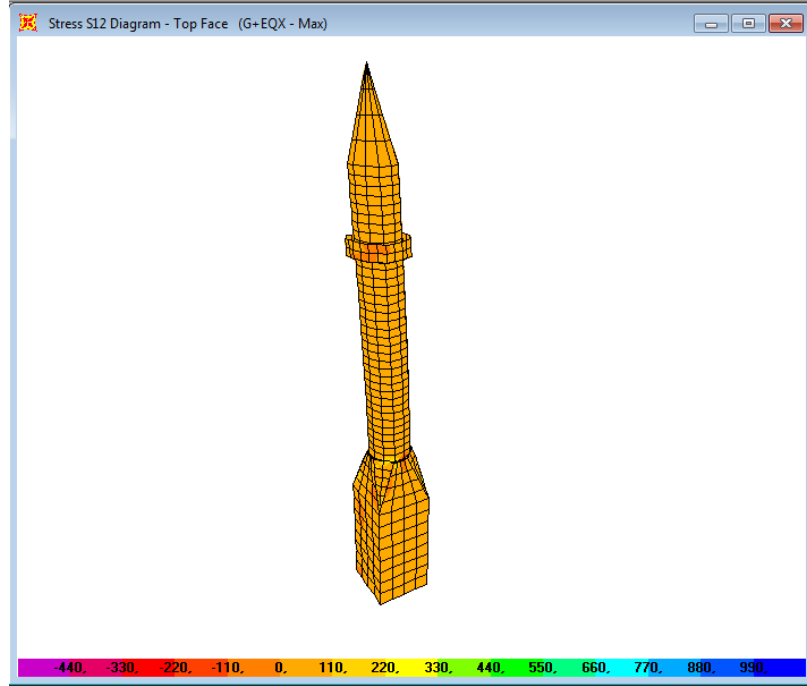 Stress S12 Diagram - Top Face (G+EQX - Max)
-440, -330, -220, -110, 0, 110, 220, 330, 440, 550, 660, 770, 880, 990,